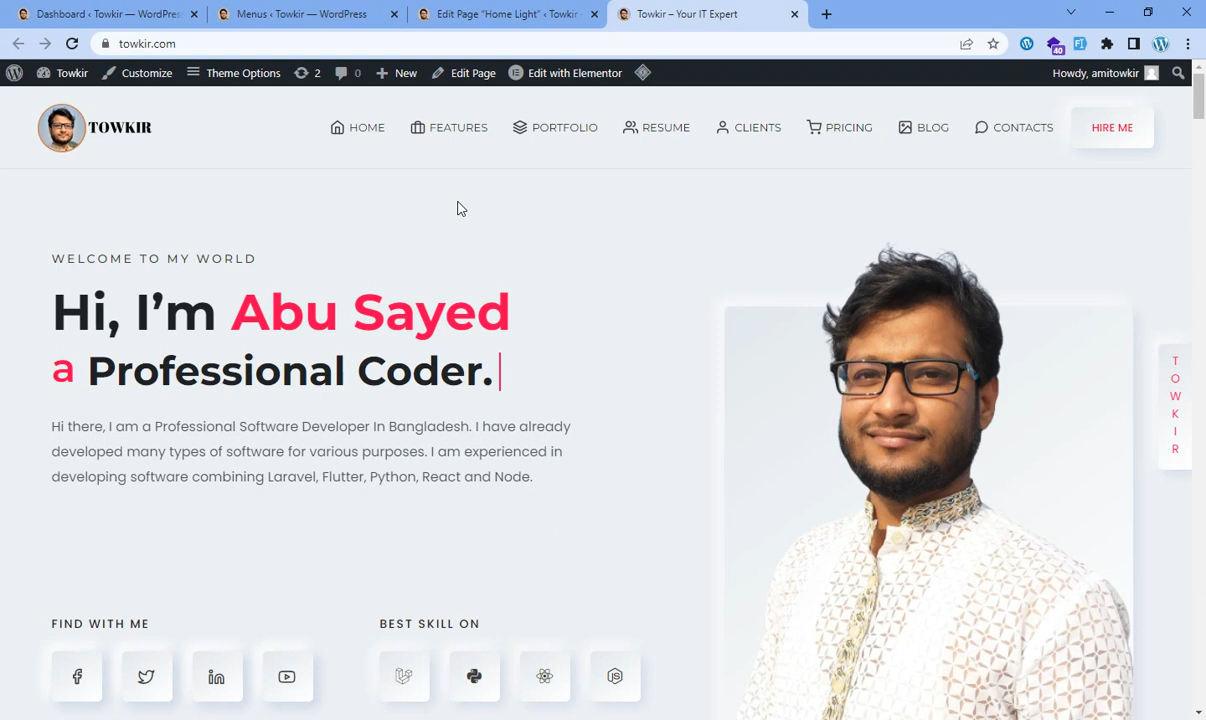 Dashboard ‹ Towkir — WordPres
Menus ‹ Towkir — WordPress
Edit Page “Home Light” ‹ Towkir
Towkir – Your IT Expert
towkir.com
40
Towkir
Customize
Theme Options
2
0
New
Edit Page
Edit with Elementor
Howdy, amitowkir
TOWKIR
HOME
FEATURES
PORTFOLIO
RESUME
CLIENTS
PRICING
BLOG
CONTACTS
HIRE ME
WELCOME TO MY WORLD
Hi, I’m Abu Sayed
a Professional Coder.
Hi there, I am a Professional Software Developer In Bangladesh. I have already
developed many types of software for various purposes. I am experienced in
developing software combining Laravel, Flutter, Python, React and Node.
TOWKIR
FIND WITH ME
BEST SKILL ON